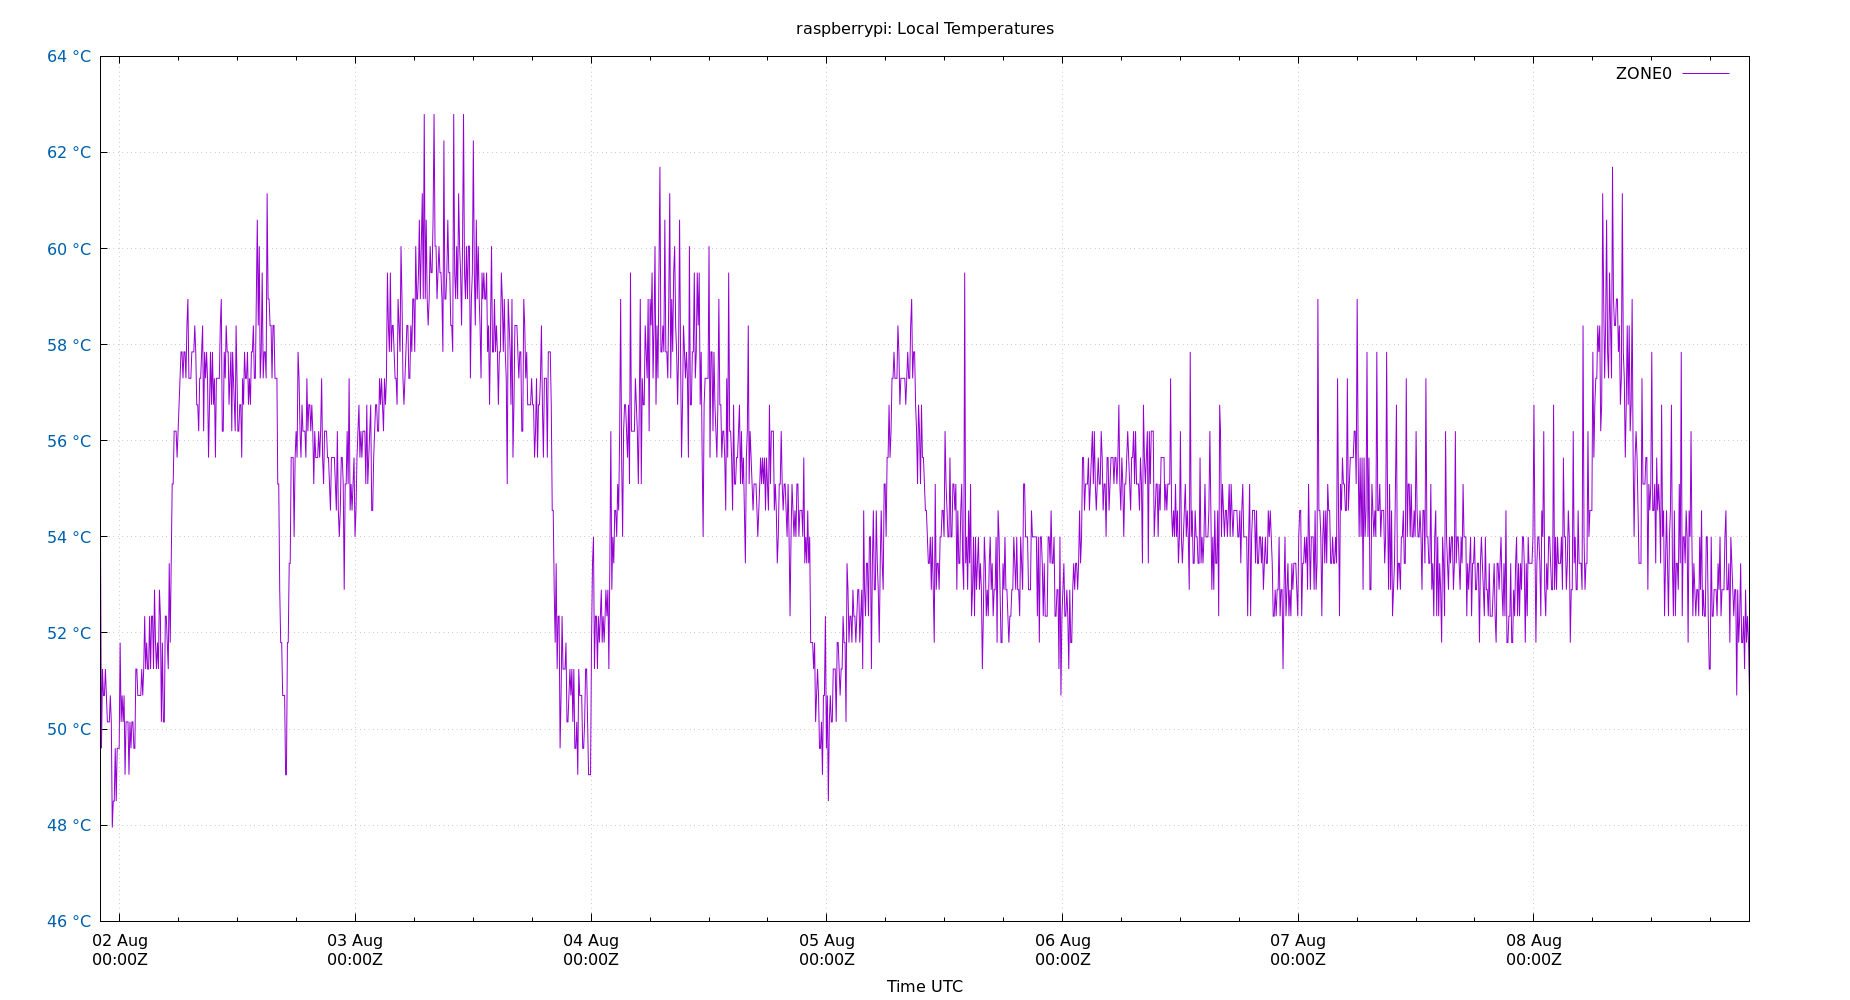 raspberrypi: Local Temperatures
64 °C
ZONE0
62 °C
60 °C
58 °C
56 °C
54 °C
52 °C
50 °C
48 °C
46 °C
02 Aug 03 Aug 04 Aug 05 Aug 06 Aug 07 Aug 08 Aug
00:00Z 00:00Z 00:00Z 00:00Z 00:00Z 00:00Z 00:00Z
Time UTC